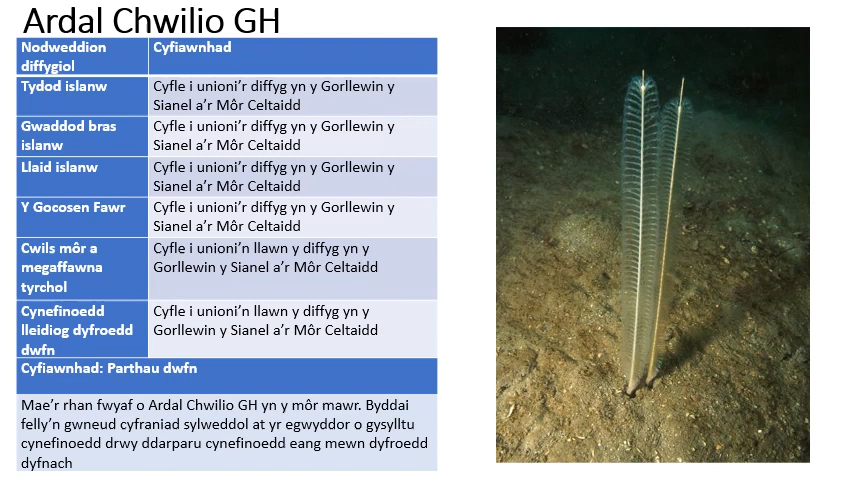 Ardal Chwilio GH
Nodweddion
diffygiol
Cyfiawnhad
Tydod islanw
Cyfle i unioni’r diffyg yn y Gorllewin y
Sianel a’r Môr Celtaidd
Gwaddod bras
islanw
Cyfle i unioni’r diffyg yn y Gorllewin y
Sianel a’r Môr Celtaidd
Llaid islanw
Cyfle i unioni’r diffyg yn y Gorllewin y
Sianel a’r Môr Celtaidd
Y Gocosen Fawr
Cyfle i unioni’r diffyg yn y Gorllewin y
Sianel a’r Môr Celtaidd
Cwils môr a
megaffawna
tyrchol
Cyfle i unioni’n llawn y diffyg yn y
Gorllewin y Sianel a’r Môr Celtaidd
Cynefinoedd
lleidiog dyfroedd
dwfn
Cyfle i unioni’n llawn y diffyg yn y
Gorllewin y Sianel a’r Môr Celtaidd
Cyfiawnhad: Parthau dwfn
Mae’r rhan fwyaf o Ardal Chwilio GH yn y môr mawr. Byddai
felly’n gwneud cyfraniad sylweddol at yr egwyddor o gysylltu
cynefinoedd drwy ddarparu cynefinoedd eang mewn dyfroedd
dyfnach